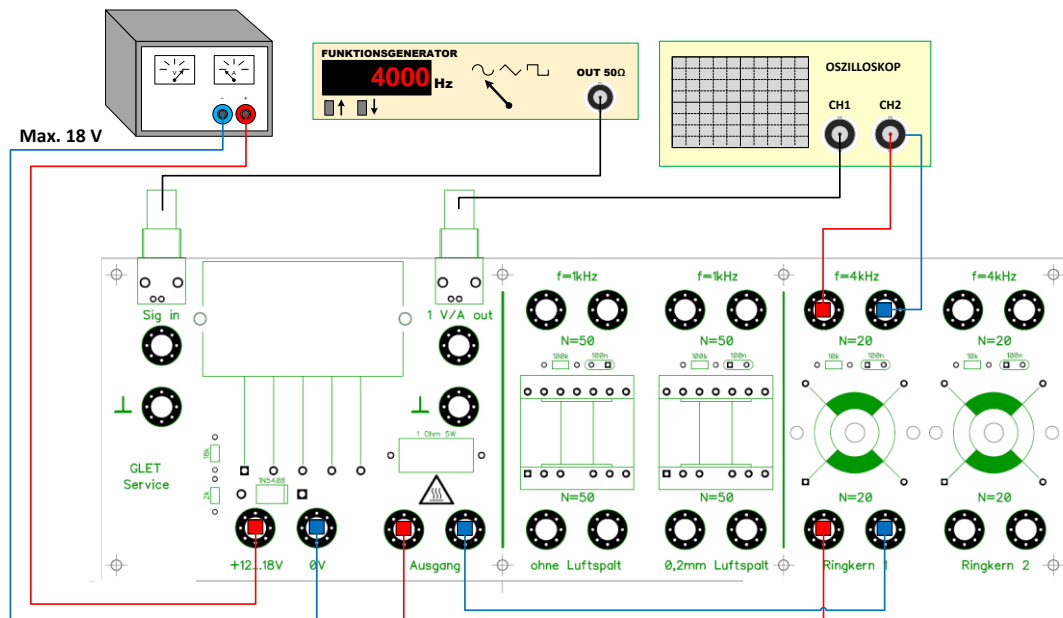 FUNKTIONSGENERATOR
4000 Hz
OUT 50Ω
OSZILLOSKOP
CH1 CH2
V A
- +
Max. 18 V
f=1kHz f=1kHz f=4kHz f=4kHz
Sig in 1 V/A out
N=50 N=50 N=20 N=20
100k 100n 100k 100n 10k 100n 10k 100n
1 Ohm 5W
GLET
Service
18k
2k
1N5408
N=50 N=50 N=20 N=20
+12...18V 0V Ausgang ohne Luftspalt 0,2mm Luftspalt Ringkern 1 Ringkern 2